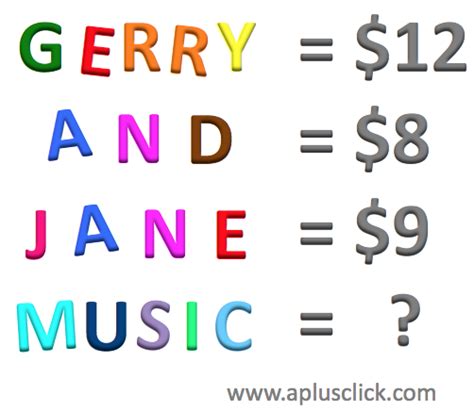 GERRY = $12
AND = $8
JANE = $9
MUSIC = ?
www.aplusclick.com